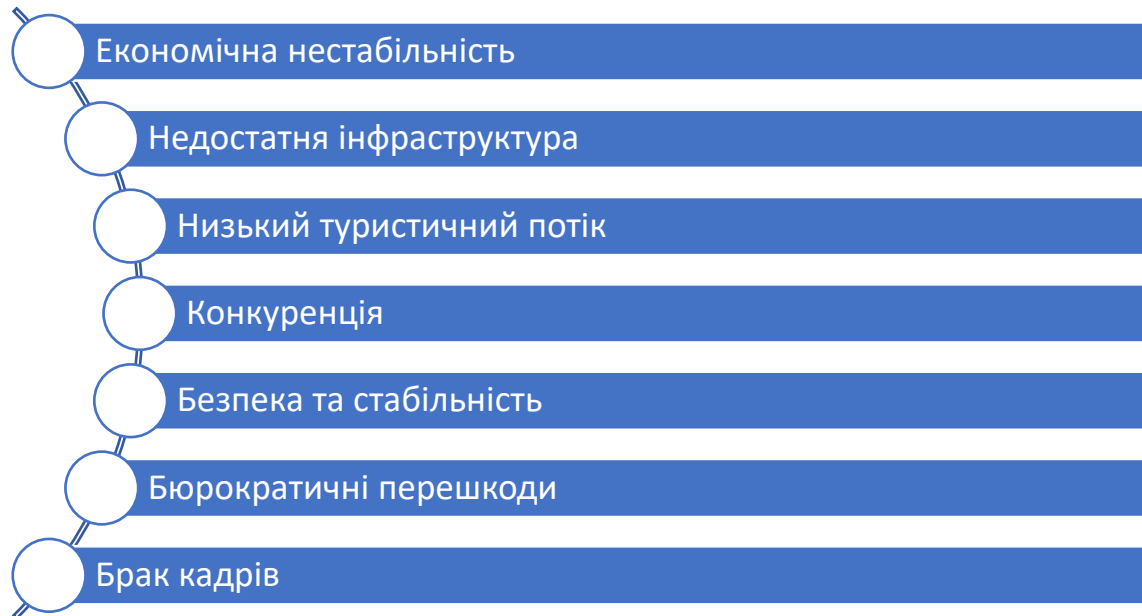 Економічна нестабільність
Недостатня інфраструктура
Низький туристичний потік
Конкуренція
Безпека та стабільність
Бюрократичні перешкоди
Брак кадрів